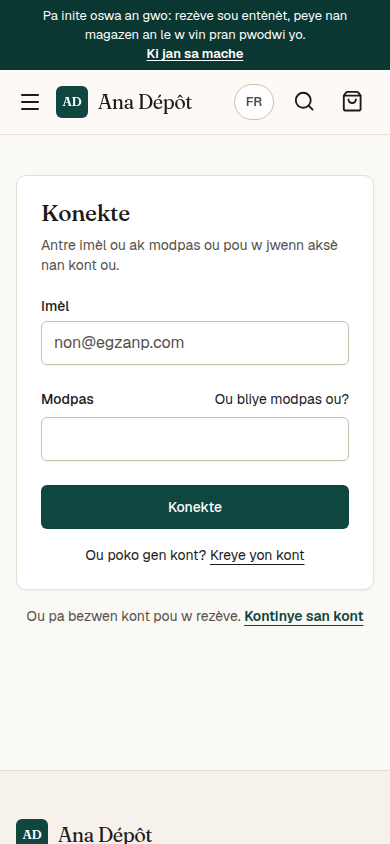 Pa inite oswa an gwo: rezève sou entènèt, peye nan
magazen an le w vin pran pwodwi yo.
Ki jan sa mache
AD Ana Dépôt FR
Konekte
Antre imèl ou ak modpas ou pou w jwenn aksè
nan kont ou.
Imèl
non@egzanp.com
Modpas Ou bliye modpas ou?
Konekte
Ou poko gen kont? Kreye yon kont
Ou pa bezwen kont pou w rezève. Kontinye san kont
AD Ana Dépôt